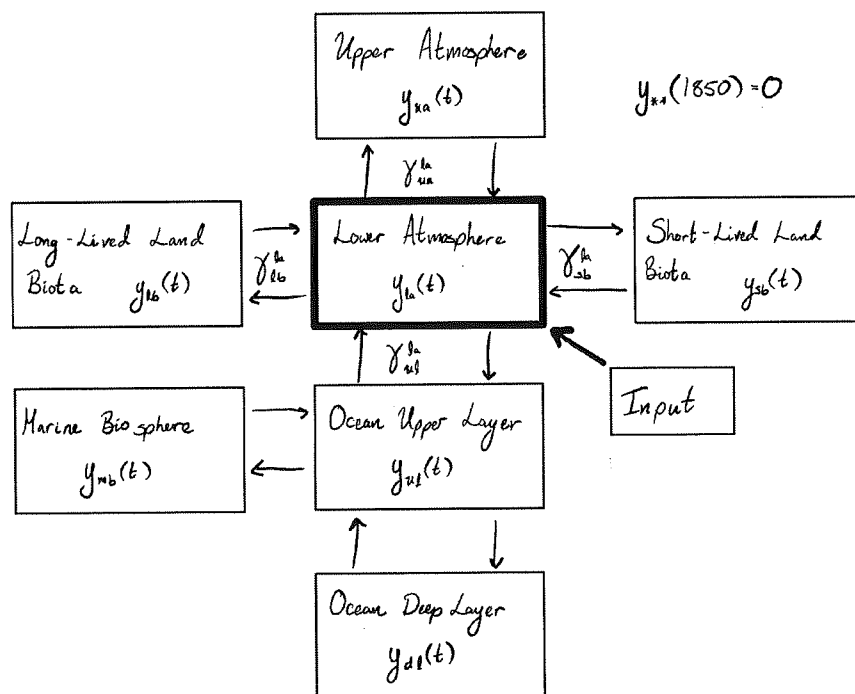 Upper Atmosphere
y_ua(t)
y_**(1850)=0
γ^la_ua
Long-Lived Land
Biota y_lb(t)
γ^la_lb
Lower Atmosphere
y_la(t)
γ^la_sb
Short-Lived Land
Biota y_sb(t)
γ^la_ul
Input
Marine Biosphere
y_mb(t)
Ocean Upper Layer
y_ul(t)
Ocean Deep Layer
y_dl(t)